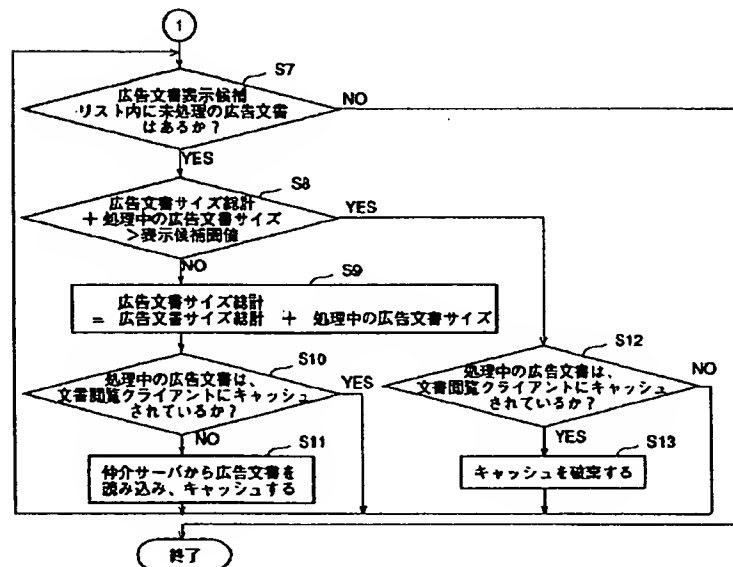 1
S7
広告文書表示候補
リスト内に未処理の広告文書
はあるか？
NO
YES
S8
広告文書サイズ総計
＋処理中の広告文書サイズ
＞表示候補閾値
YES
NO
S9
広告文書サイズ総計
＝ 広告文書サイズ総計 ＋ 処理中の広告文書サイズ
S10
処理中の広告文書は、
文書閲覧クライアントにキャッシュ
されているか？
YES
NO
S11
仲介サーバから広告文書を
読み込み、キャッシュする
S12
処理中の広告文書は、
文書閲覧クライアントにキャッシュ
されているか？
NO
YES
S13
キャッシュを破棄する
終了